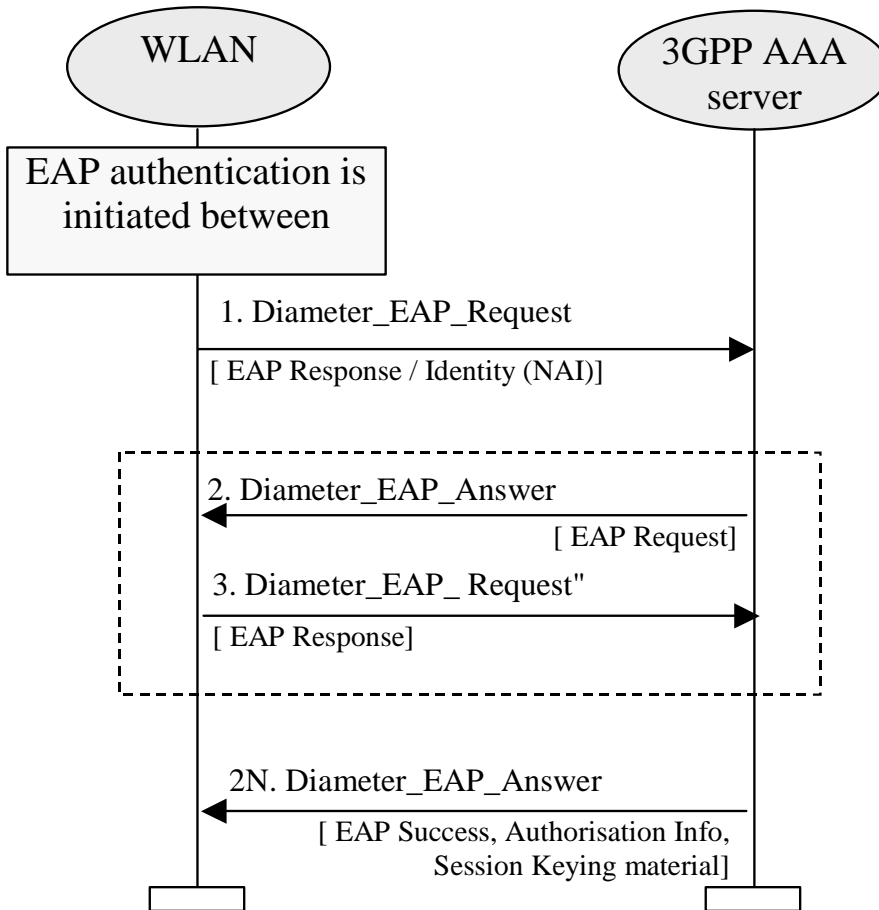 WLAN
3GPP AAA
server
EAP authentication is
initiated between
1. Diameter_EAP_Request
[ EAP Response / Identity (NAI)]
2. Diameter_EAP_Answer
[ EAP Request]
3. Diameter_EAP_ Request"
[ EAP Response]
2N. Diameter_EAP_Answer
[ EAP Success, Authorisation Info,
Session Keying material]